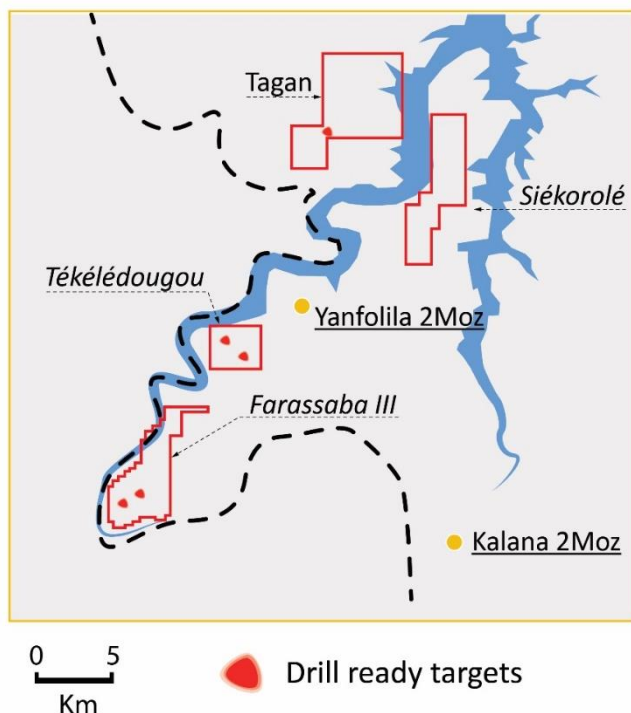 Tagan
Siékorolé
Tékélédougou
Yanfolila 2Moz
Farassaba III
Kalana 2Moz
0 5
Km
Drill ready targets